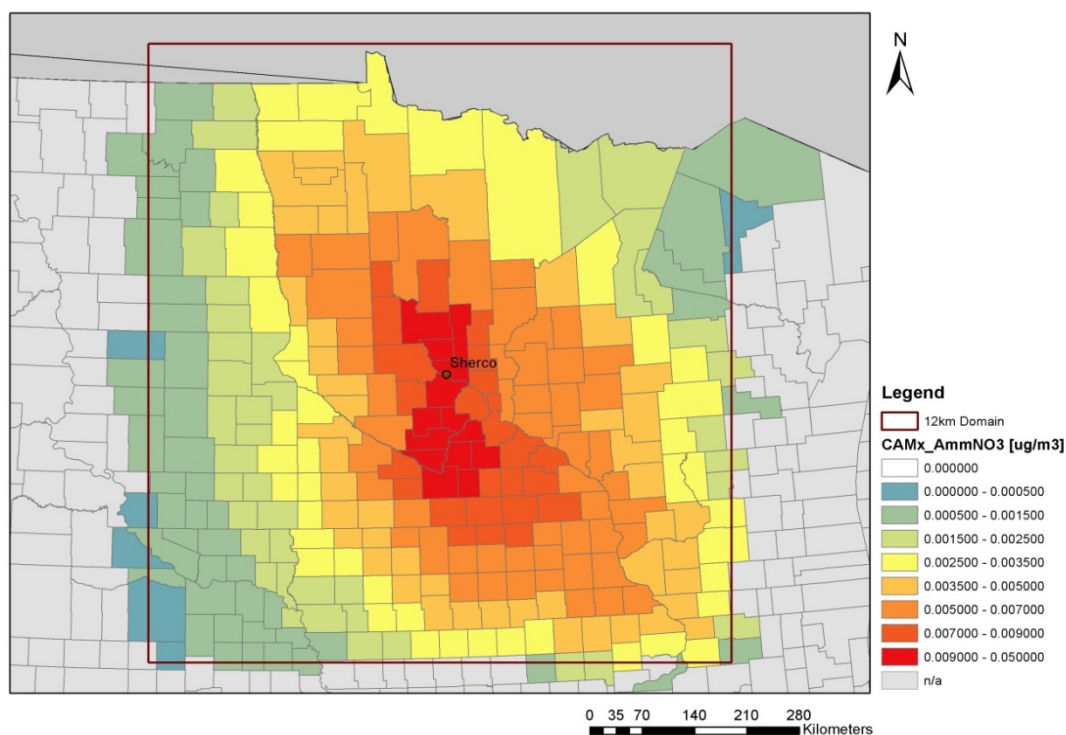 N
Sherco
Legend
12km Domain
CAMx_AmmNO3 [ug/m3]
0.000000
0.000000 - 0.000500
0.000500 - 0.001500
0.001500 - 0.002500
0.002500 - 0.003500
0.003500 - 0.005000
0.005000 - 0.007000
0.007000 - 0.009000
0.009000 - 0.050000
n/a
0 35 70 140 210 280
Kilometers